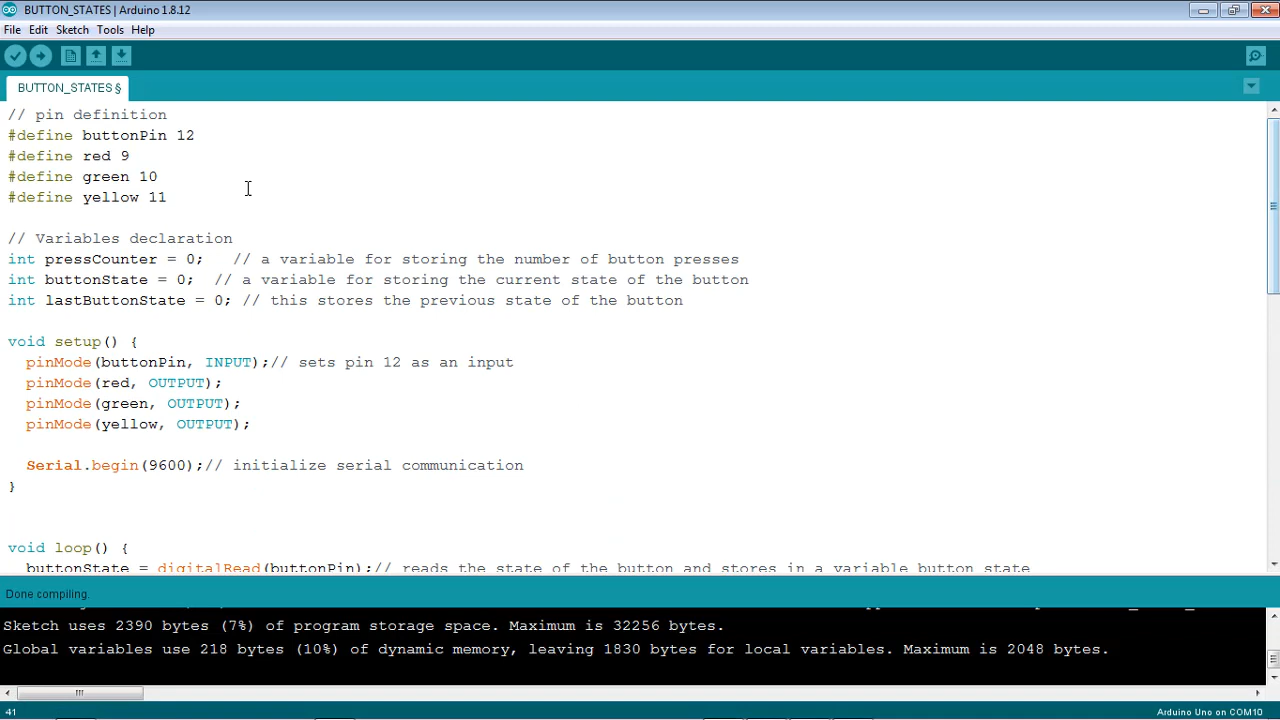 BUTTON_STATES | Arduino 1.8.12
File Edit Sketch Tools Help
BUTTON_STATES §
// pin definition
#define buttonPin 12
#define red 9
#define green 10
#define yellow 11
// Variables declaration
int pressCounter = 0;   // a variable for storing the number of button presses
int buttonState = 0;  // a variable for storing the current state of the button
int lastButtonState = 0; // this stores the previous state of the button
void setup() {
  pinMode(buttonPin, INPUT);// sets pin 12 as an input
  pinMode(red, OUTPUT);
  pinMode(green, OUTPUT);
  pinMode(yellow, OUTPUT);
  Serial.begin(9600);// initialize serial communication
}
void loop() {
  buttonState = digitalRead(buttonPin);// reads the state of the button and stores in a variable button state
Done compiling.
Sketch uses 2390 bytes (7%) of program storage space. Maximum is 32256 bytes.
Global variables use 218 bytes (10%) of dynamic memory, leaving 1830 bytes for local variables. Maximum is 2048 bytes.
41
Arduino Uno on COM10